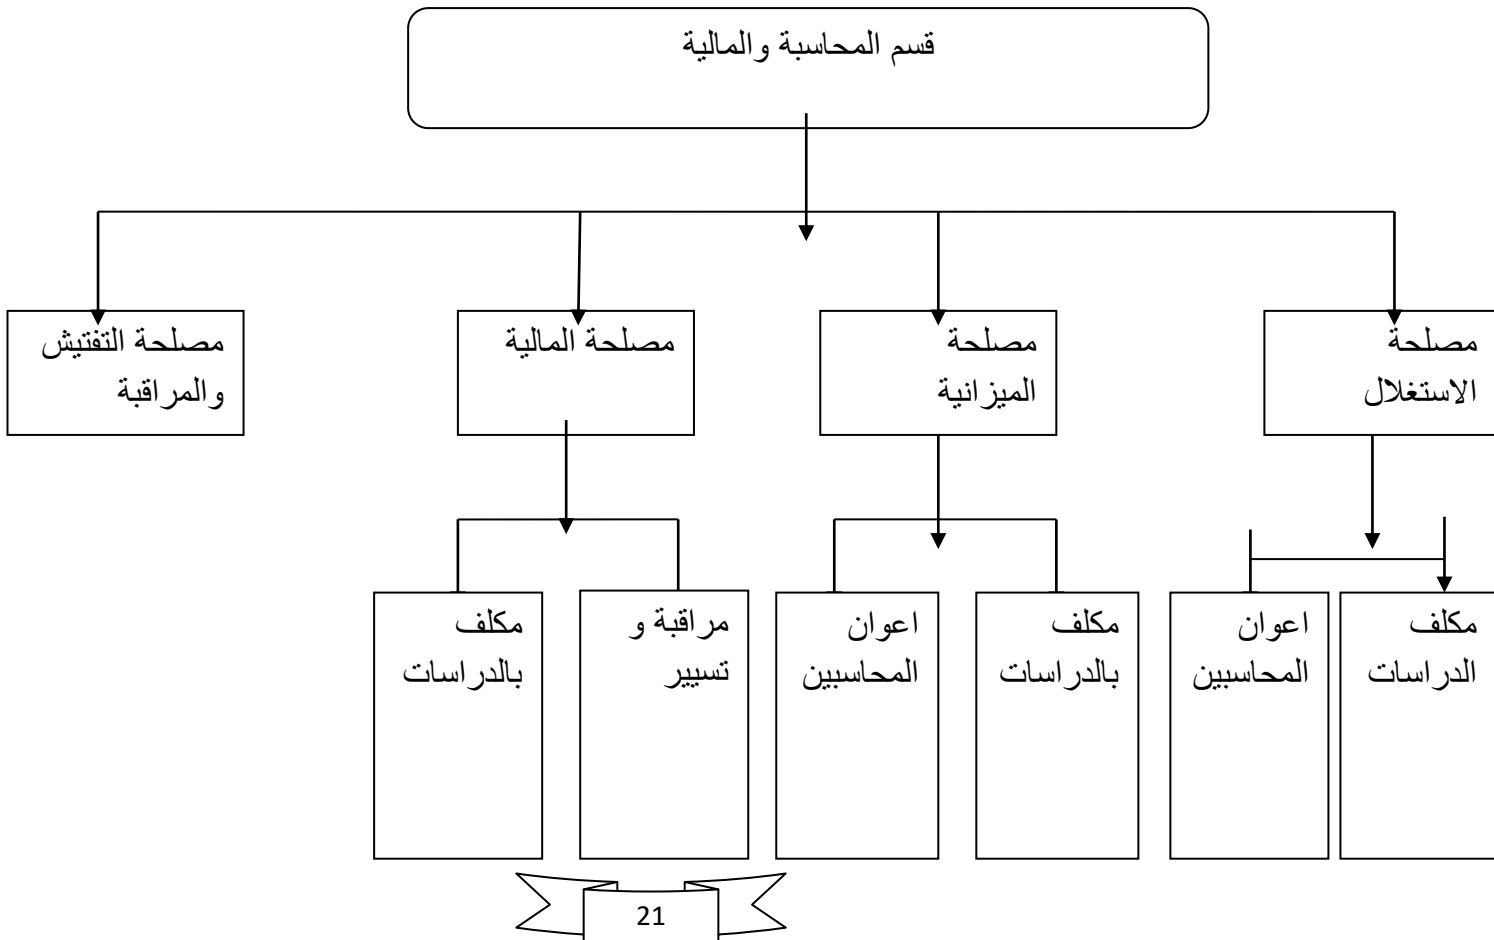 قسم المحاسبة والمالية
مصلحة
الاستغلال
مصلحة
الميزانية
مصلحة المالية
مصلحة التفتيش
والمراقبة
مكلف
الدراسات
اعوان
المحاسبين
مكلف
بالدراسات
اعوان
المحاسبين
مراقبة و
تسيير
مكلف
بالدراسات
21